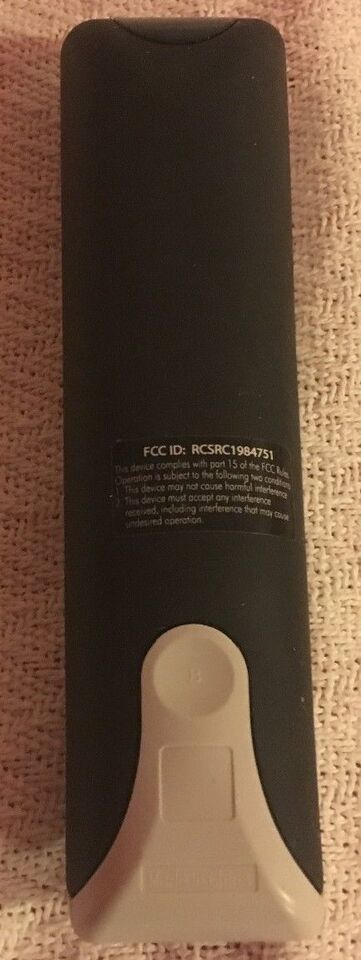 FCC ID: RCSRC1984751
This device complies with part 15 of the FCC Rules.
Operation is subject to the following two conditions
This device may not cause harmful interference
This device must accept any interference
received, including interference that may cause
undesired operation.